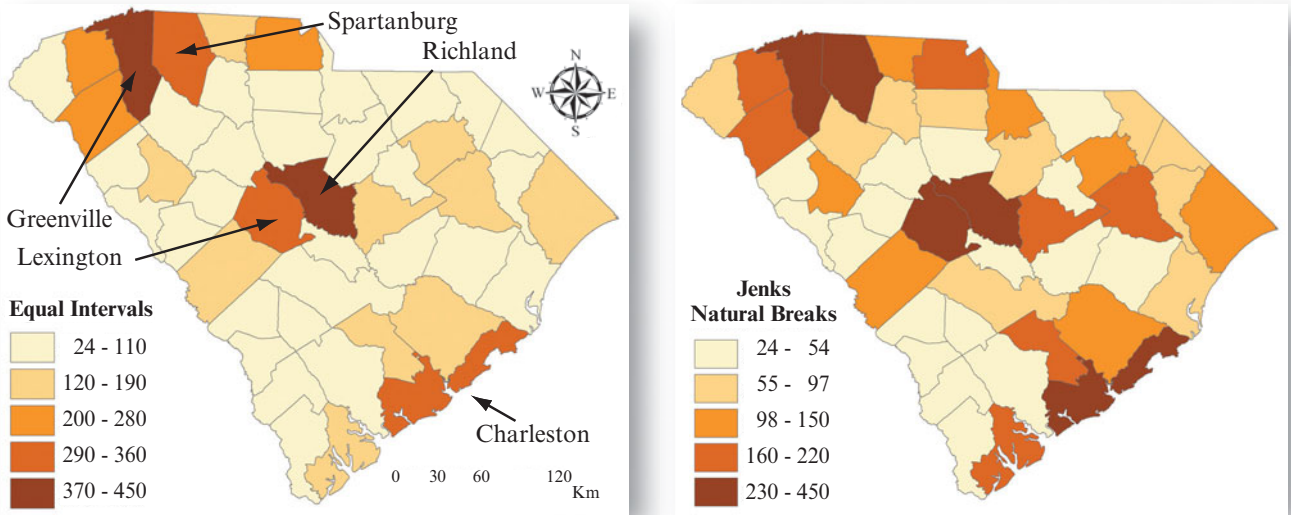 Spartanburg
Richland
N
W E
S
Greenville
Lexington
Equal Intervals
24 - 110
120 - 190
200 - 280
290 - 360
370 - 450
Charleston
0 30 60 120
Km
Jenks
Natural Breaks
24 - 54
55 - 97
98 - 150
160 - 220
230 - 450